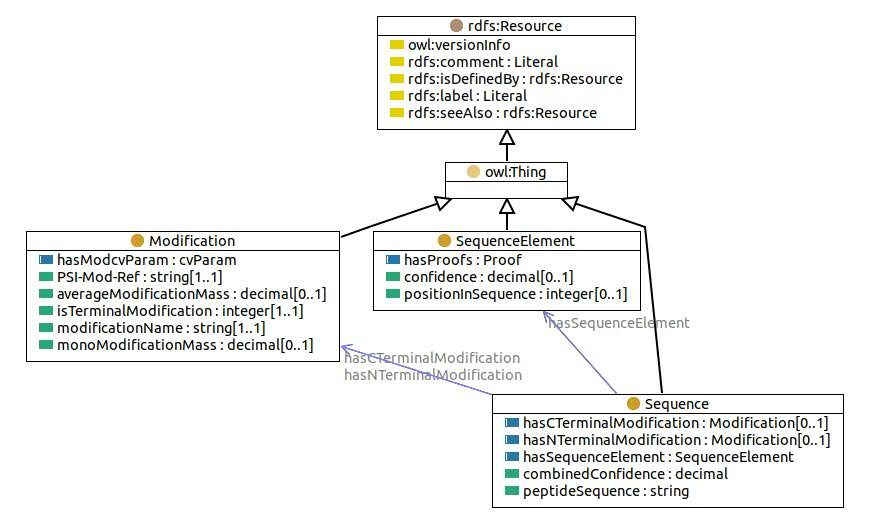 rdfs:Resource
owl:versionInfo
rdfs:comment : Literal
rdfs:isDefinedBy : rdfs:Resource
rdfs:label : Literal
rdfs:seeAlso : rdfs:Resource
owl:Thing
Modification
hasModcvParam : cvParam
PSI-Mod-Ref : string[1..1]
averageModificationMass : decimal[0..1]
isTerminalModification : integer[1..1]
modificationName : string[1..1]
monoModificationMass : decimal[0..1]
SequenceElement
hasProofs : Proof
confidence : decimal[0..1]
positionInSequence : integer[0..1]
hasSequenceElement
hasCTerminalModification
hasNTerminalModification
Sequence
hasCTerminalModification : Modification[0..1]
hasNTerminalModification : Modification[0..1]
hasSequenceElement : SequenceElement
combinedConfidence : decimal
peptideSequence : string